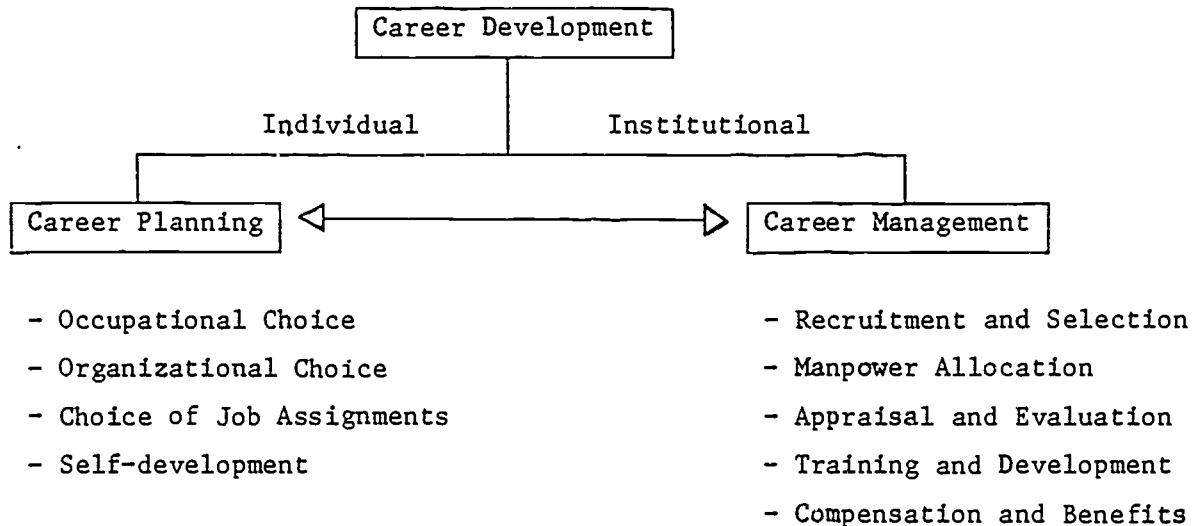 Career Development
Individual
Institutional
Career Planning
Career Management
- Occupational Choice
- Organizational Choice
- Choice of Job Assignments
- Self-development
- Recruitment and Selection
- Manpower Allocation
- Appraisal and Evaluation
- Training and Development
- Compensation and Benefits